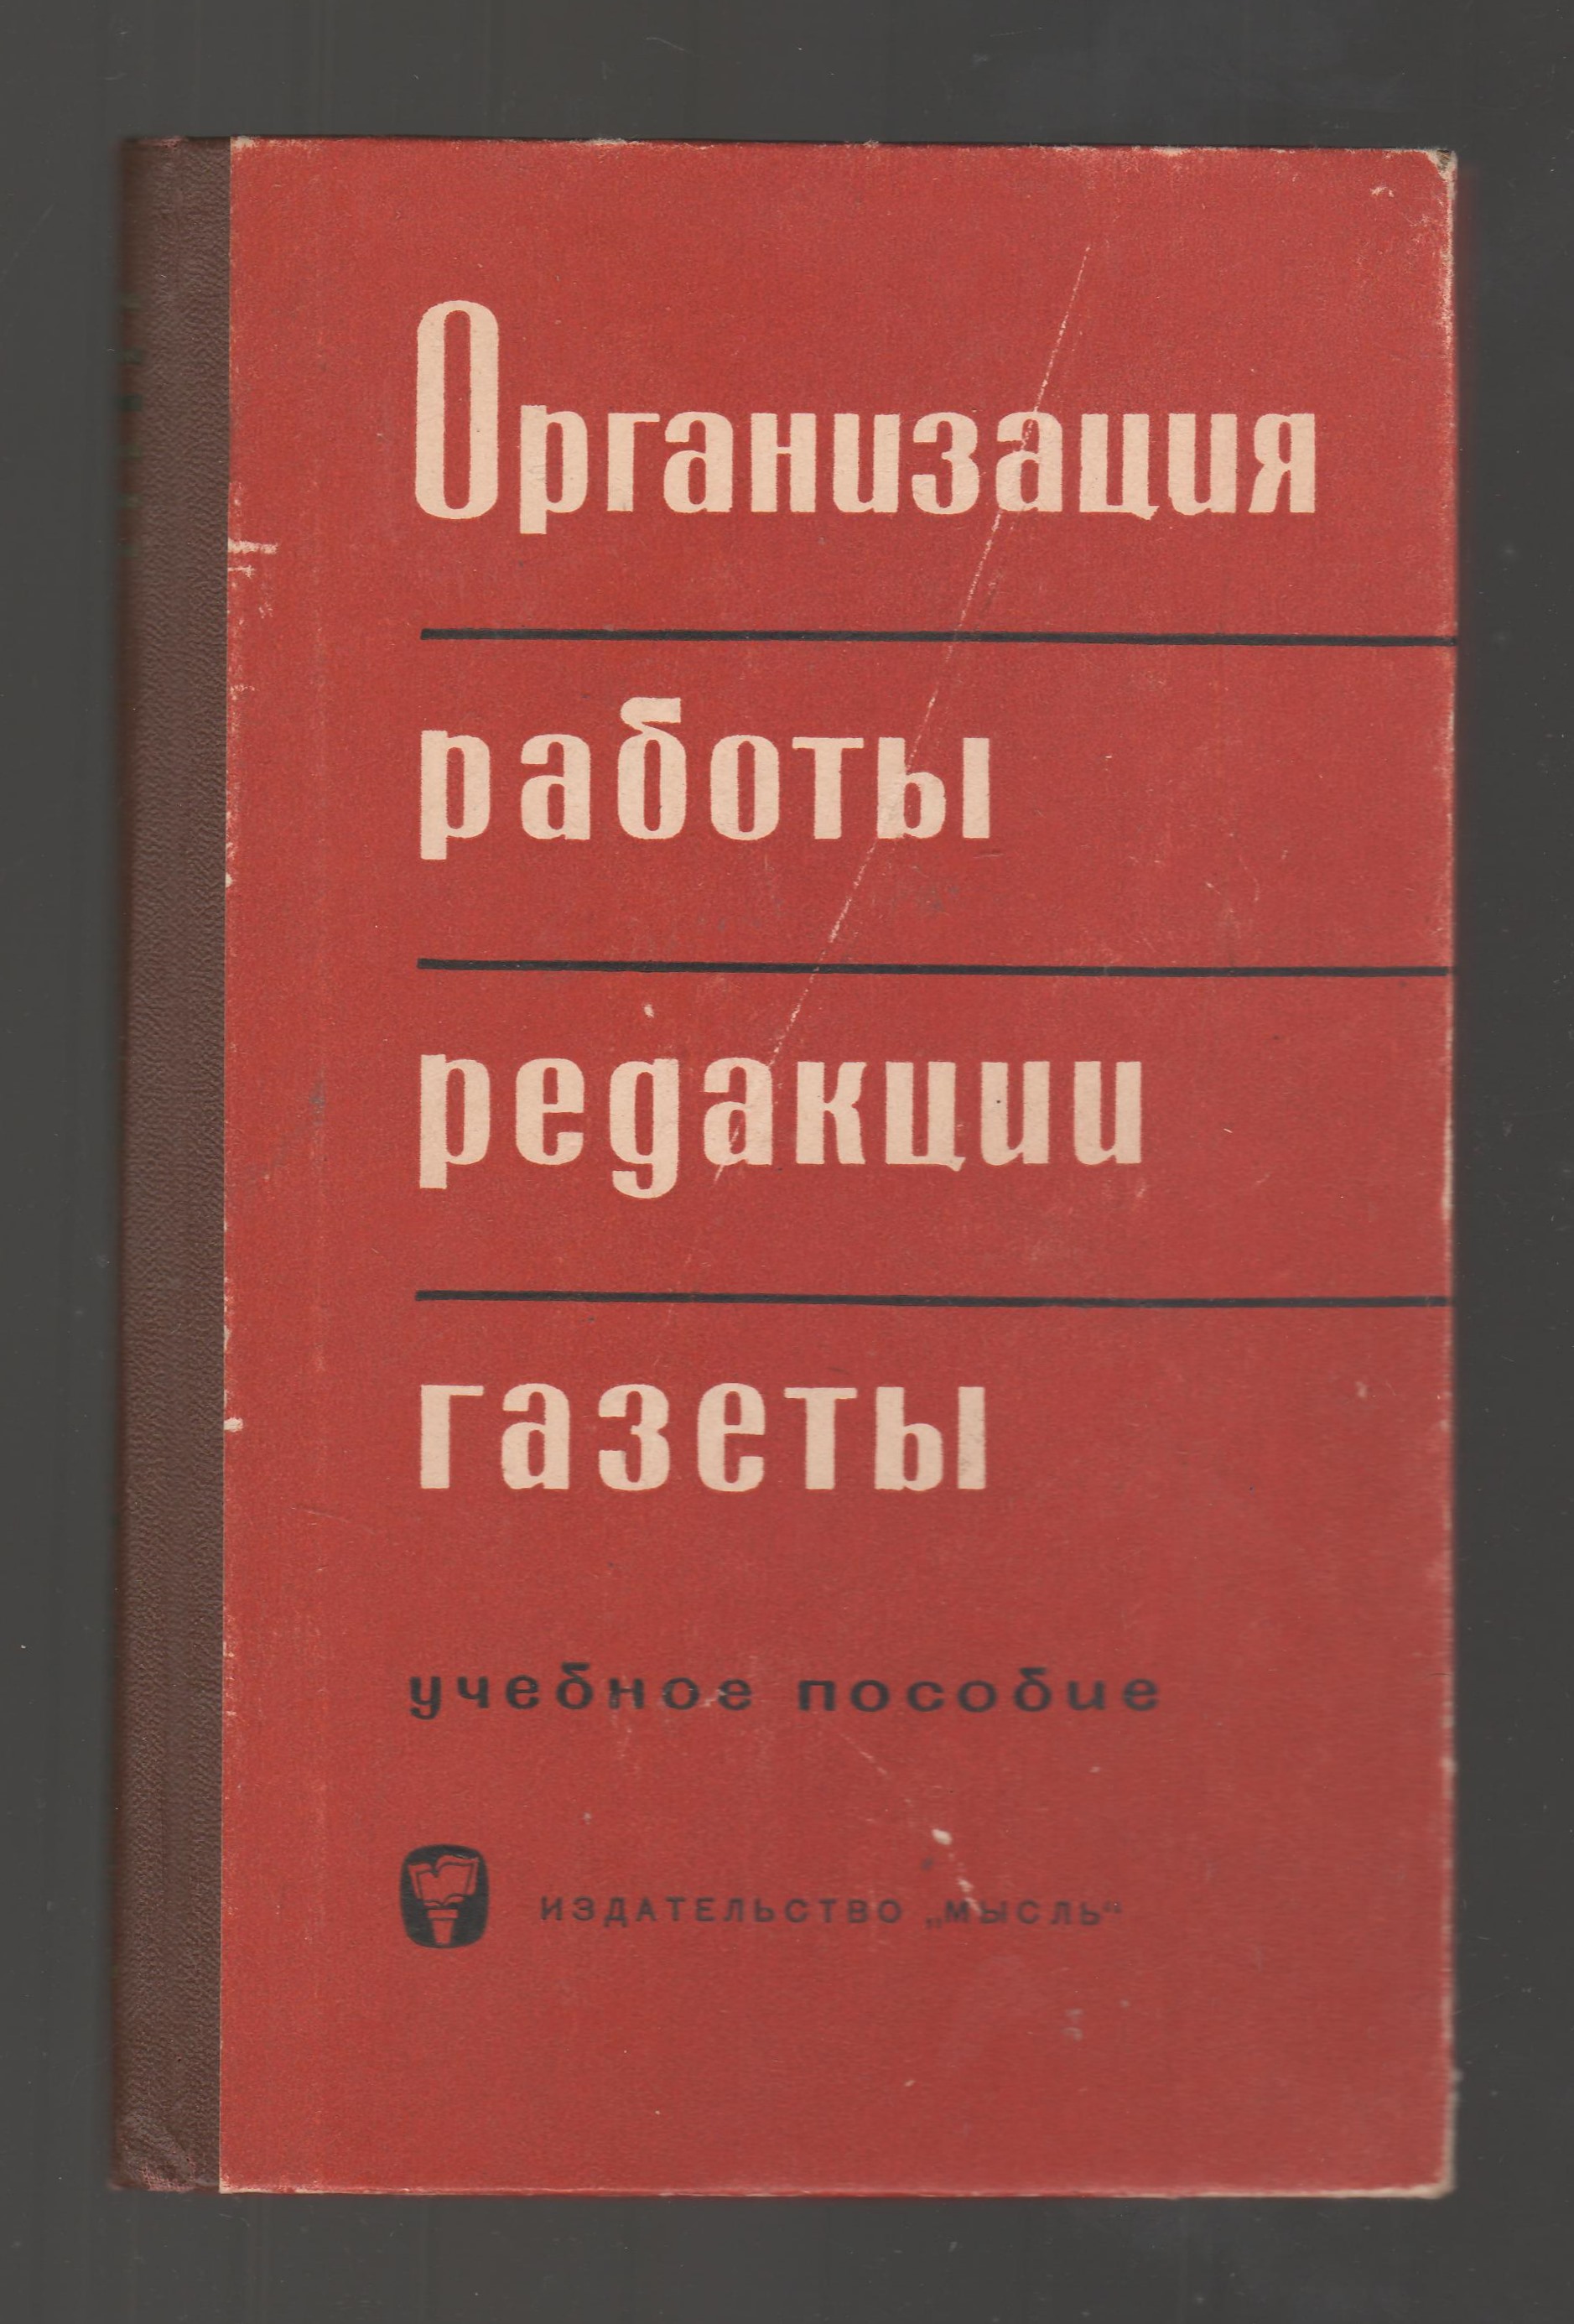 Организация
работы
редакции
газеты
учебное пособие
ИЗДАТЕЛЬСТВО „МЫСЛЬ“